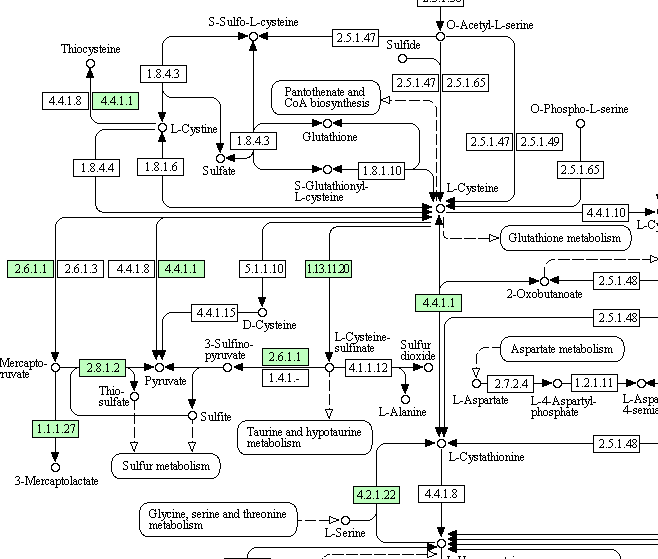 S-Sulfo-L-cysteine
2.5.1.47
O-Acetyl-L-serine
Thiocysteine
Sulfide
1.8.4.3
2.5.1.47
2.5.1.65
4.4.1.8
4.4.1.1
Pantothenate and
CoA biosynthesis
O-Phospho-L-serine
L-Cystine
1.8.4.3
Glutathione
2.5.1.47
2.5.1.49
Sulfate
1.8.4.4
1.8.1.6
1.8.1.10
2.5.1.65
S-Glutathionyl-
L-cysteine
L-Cysteine
4.4.1.10
L-Cy
Glutathione metabolism
2.6.1.1
2.6.1.3
4.4.1.8
4.4.1.1
5.1.1.10
1.13.11.20
2.5.1.48
2-Oxobutanoate
4.4.1.1
4.4.1.15
D-Cysteine
2.5.1.48
3-Sulfino-
pyruvate
2.6.1.1
1.4.1.-
L-Cysteine-
sulfinate
Sulfur
dioxide
Aspartate metabolism
Mercapto-
ruvate
2.8.1.2
Pyruvate
4.1.1.12
Thio-
sulfate
L-Alanine
L-Aspartate
2.7.2.4
L-4-Aspartyl-
phosphate
1.2.1.11
L-Aspa
4-semia
Sulfite
1.1.1.27
Taurine and hypotaurine
metabolism
3-Mercaptolactate
Sulfur metabolism
2.5.1.48
L-Cystathionine
4.2.1.22
4.4.1.8
Glycine, serine and threonine
metabolism
L-Serine